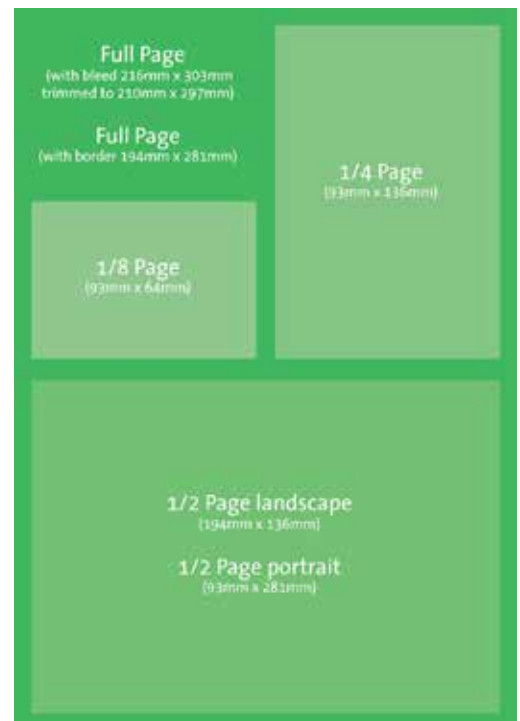 Full Page
(with bleed 216mm x 303mm
trimmed to 210mm x 297mm)
Full Page
(with border 194mm x 281mm)
1/4 Page
(93mm x 136mm)
1/8 Page
(93mm x 64mm)
1/2 Page landscape
(194mm x 136mm)
1/2 Page portrait
(93mm x 281mm)